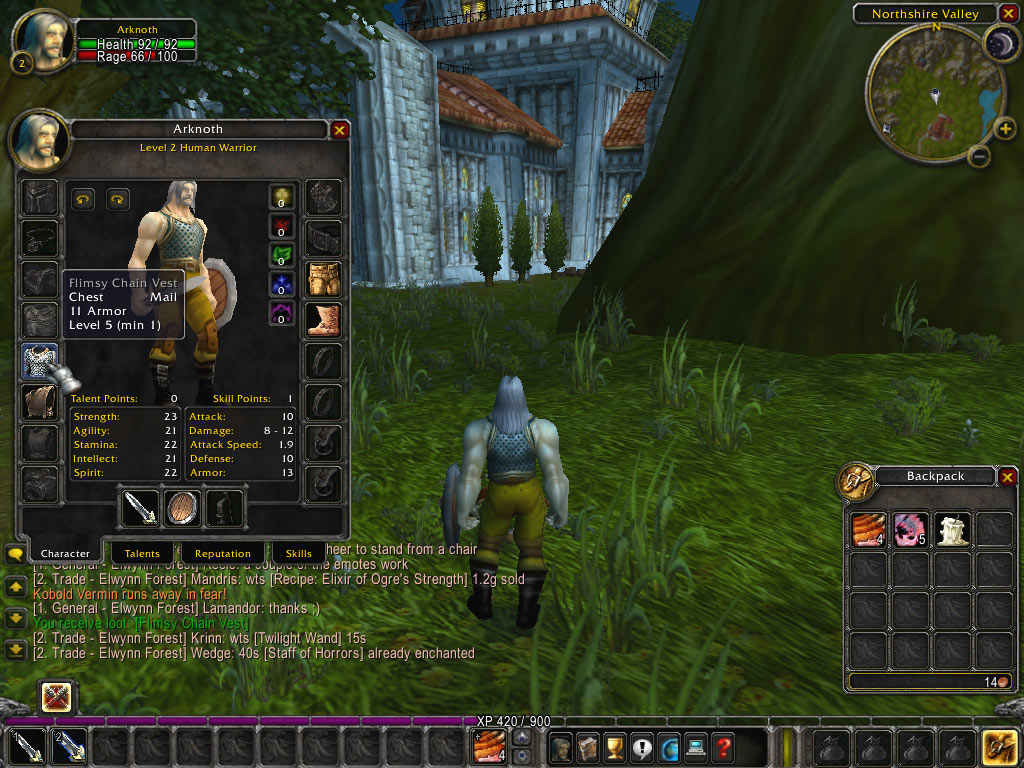 Arknoth
Health 92 / 92
Rage 66 / 100
2
Northshire Valley
N
Arknoth
Level 2 Human Warrior
0
0
0
0
0
Flimsy Chain Vest
Chest Mail
11 Armor
Level 5 (min 1)
Talent Points: 0 Skill Points: 1
Strength: 23 Attack: 10
Agility: 21 Damage: 8 - 12
Stamina: 22 Attack Speed: 1.9
Intellect: 21 Defense: 10
Spirit: 22 Armor: 13
Character Talents Reputation Skills
Backpack
4 5
14
heer to stand from a chair
a couple of the emotes work
[2. Trade - Elwynn Forest] Mandris: wts [Recipe: Elixir of Ogre's Strength] 1.2g sold
Kobold Vermin runs away in fear!
[1. General - Elwynn Forest] Lamandor: thanks ;)
You receive loot: [Flimsy Chain Vest]
[2. Trade - Elwynn Forest] Krinn: wts [Twilight Wand] 15s
[2. Trade - Elwynn Forest] Wedge: 40s [Staff of Horrors] already enchanted
XP 420 / 900
1 2 + 4